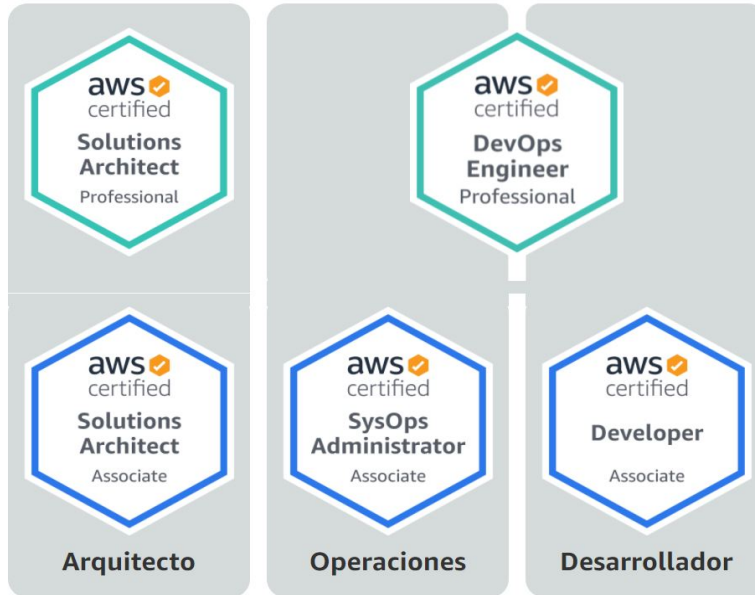 aws
certified
Solutions
Architect
Professional
aws
certified
DevOps
Engineer
Professional
aws
certified
Solutions
Architect
Associate
aws
certified
SysOps
Administrator
Associate
aws
certified
Developer
Associate
Arquitecto
Operaciones
Desarrollador